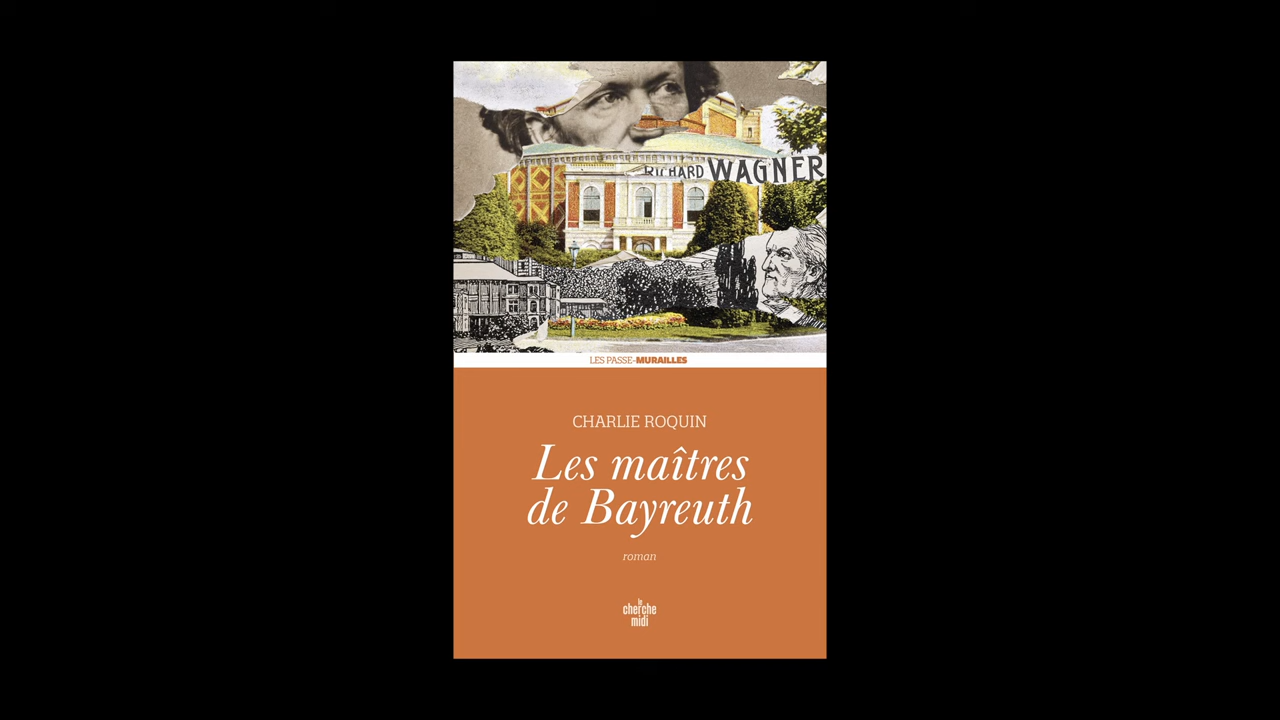 RICHARD WAGNER
LES PASSE-MURAILLES
CHARLIE ROQUIN
Les maîtres
de Bayreuth
roman
le
cherche
midi